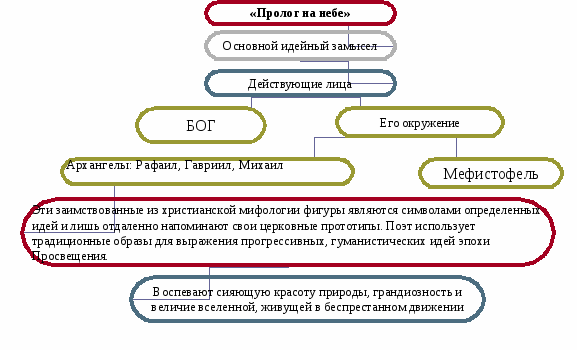 «Пролог на небе»
Основной идейный замысел
Действующие лица
БОГ
Его окружение
Архангелы: Рафаил, Гавриил, Михаил
Мефистофель
Эти заимствованные из христианской мифологии фигуры являются символами определенных
идей и лишь отдаленно напоминают свои церковные прототипы. Поэт использует
традиционные образы для выражения прогрессивных, гуманистических идей эпохи
Просвещения.
В оспевают сияющую красоту природы, грандиозность и
величие вселенной, живущей в беспрестанном движении